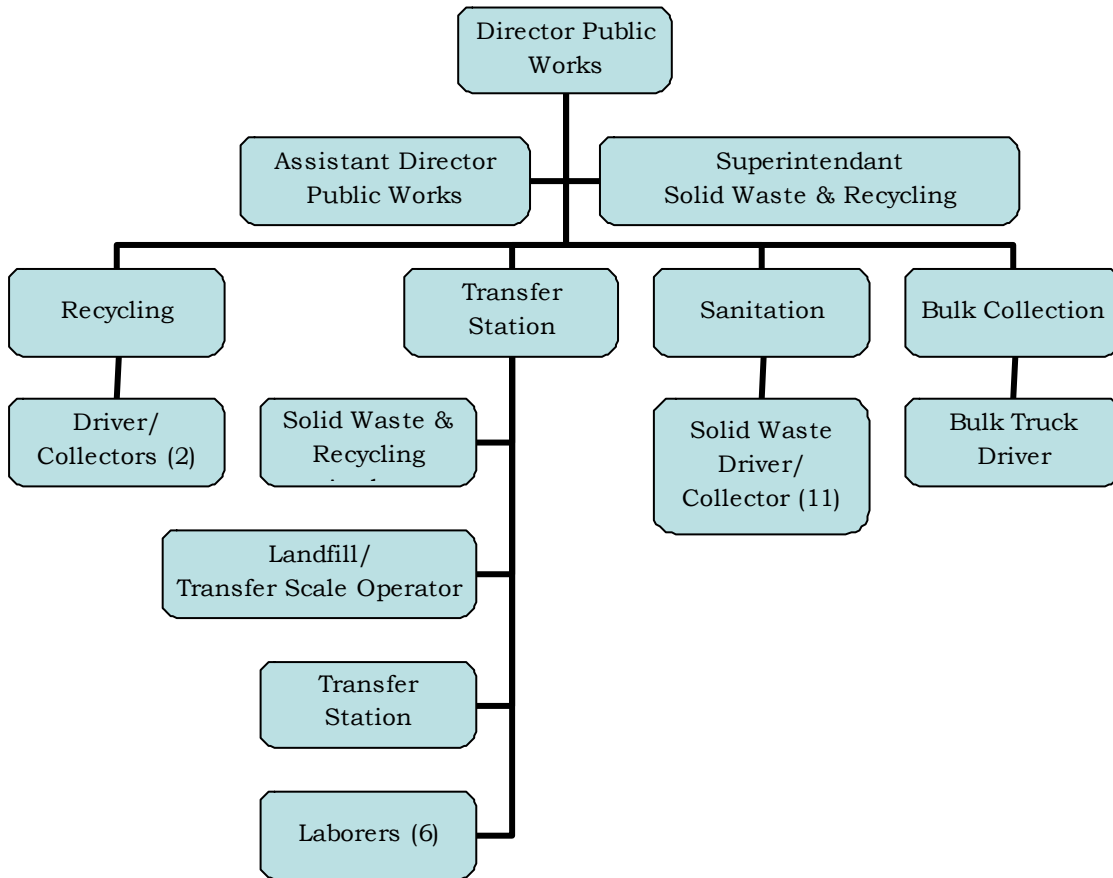 Director Public
Works
Assistant Director
Public Works
Superintendant
Solid Waste & Recycling
Recycling
Transfer
Station
Sanitation
Bulk Collection
Driver/
Collectors (2)
Solid Waste &
Recycling
Solid Waste
Driver/
Collector (11)
Bulk Truck
Driver
Landfill/
Transfer Scale Operator
Transfer
Station
Laborers (6)